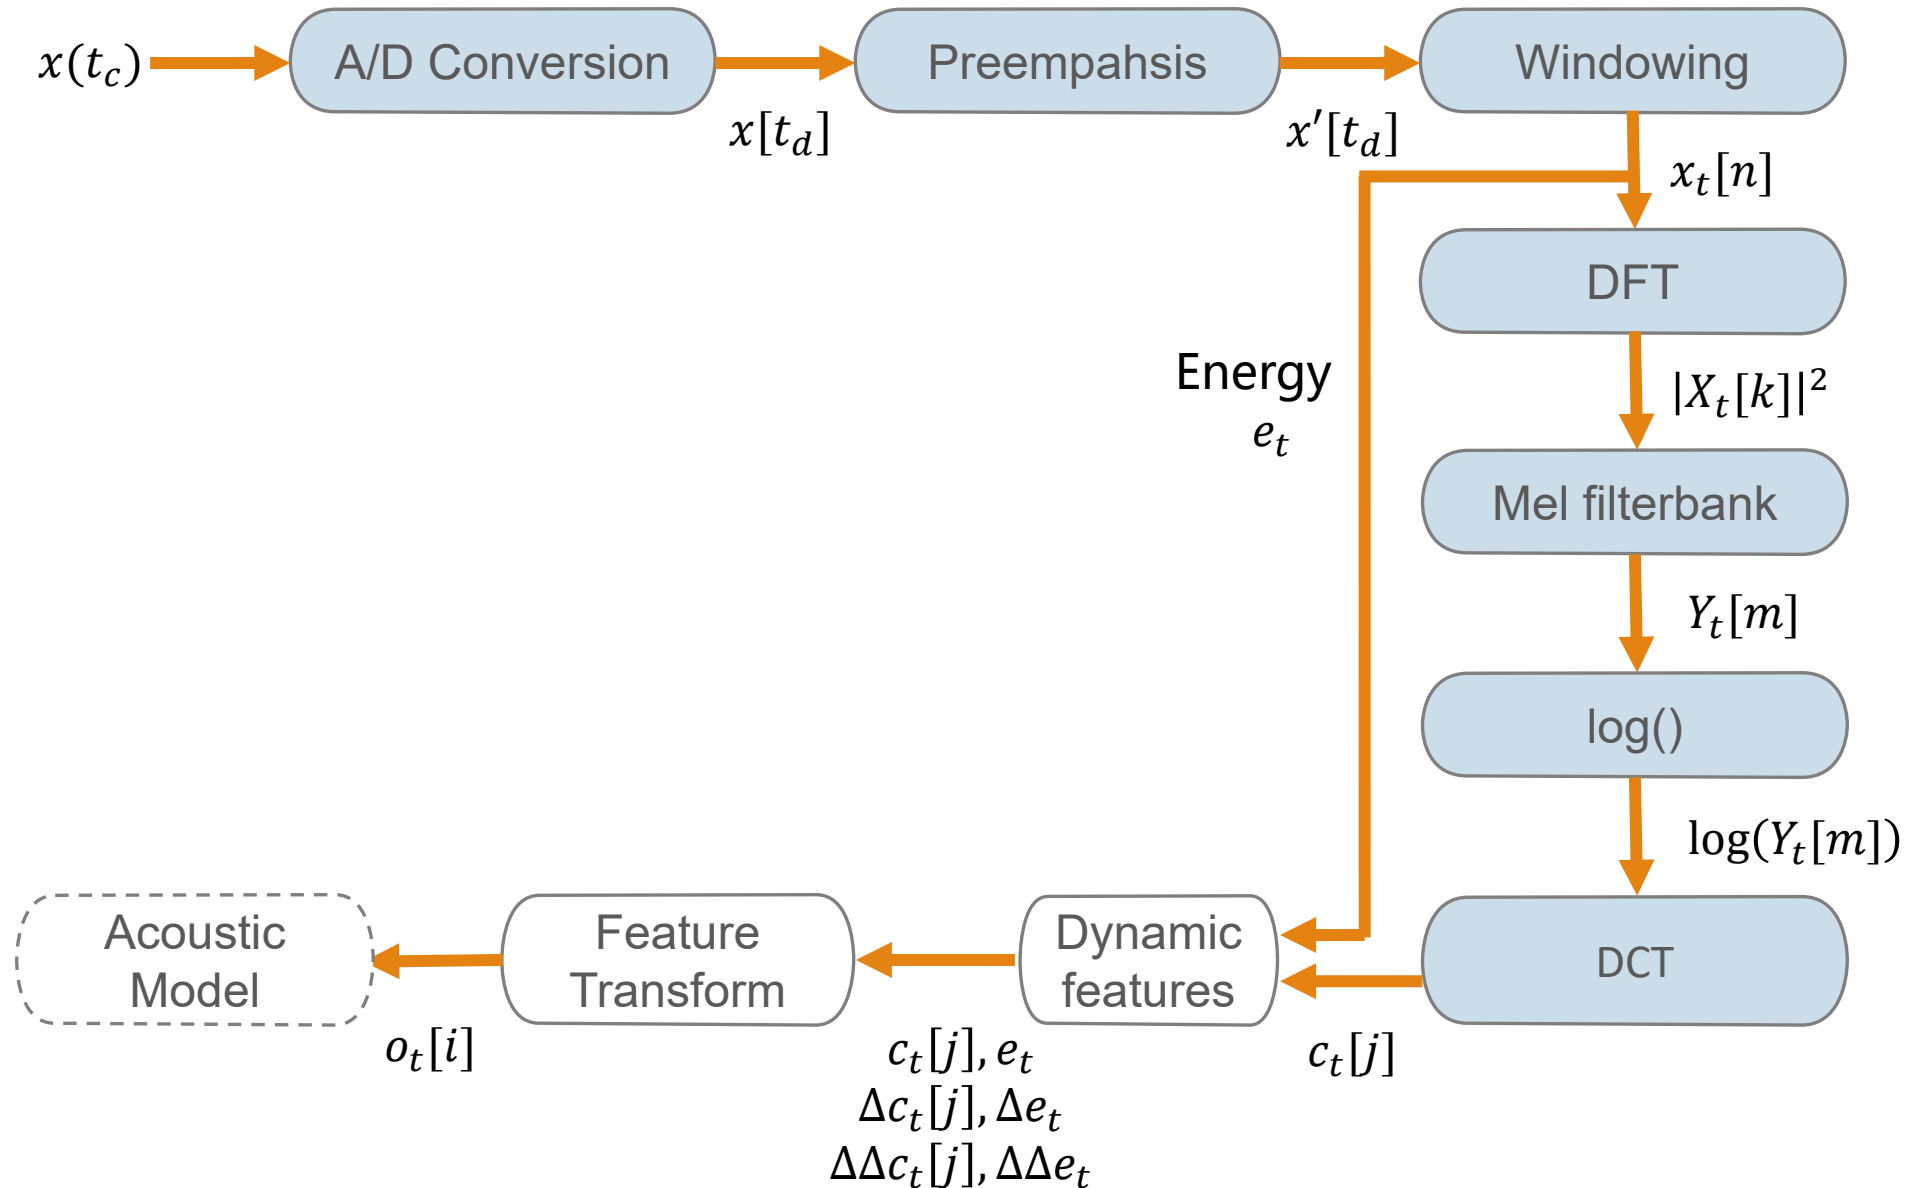 x(t_c)
A/D Conversion
x[t_d]
Preempahsis
x′[t_d]
Windowing
x_t[n]
DFT
Energy
e_t
|X_t[k]|²
Mel filterbank
Y_t[m]
log()
log(Y_t[m])
DCT
c_t[j]
Dynamic
features
c_t[j], e_t
Δc_t[j], Δe_t
ΔΔc_t[j], ΔΔe_t
Feature
Transform
o_t[i]
Acoustic
Model